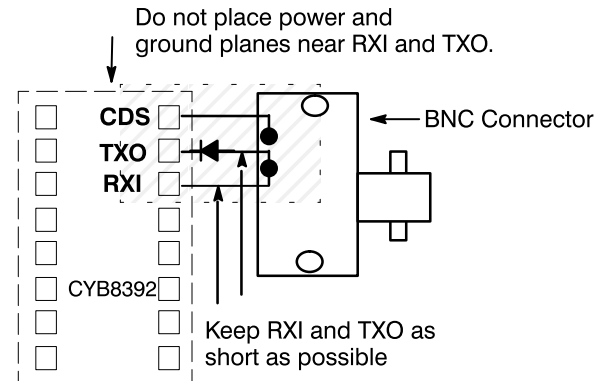 Do not place power and
ground planes near RXI and TXO.
CDS
BNC Connector
TXO
RXI
CYB8392
Keep RXI and TXO as
short as possible